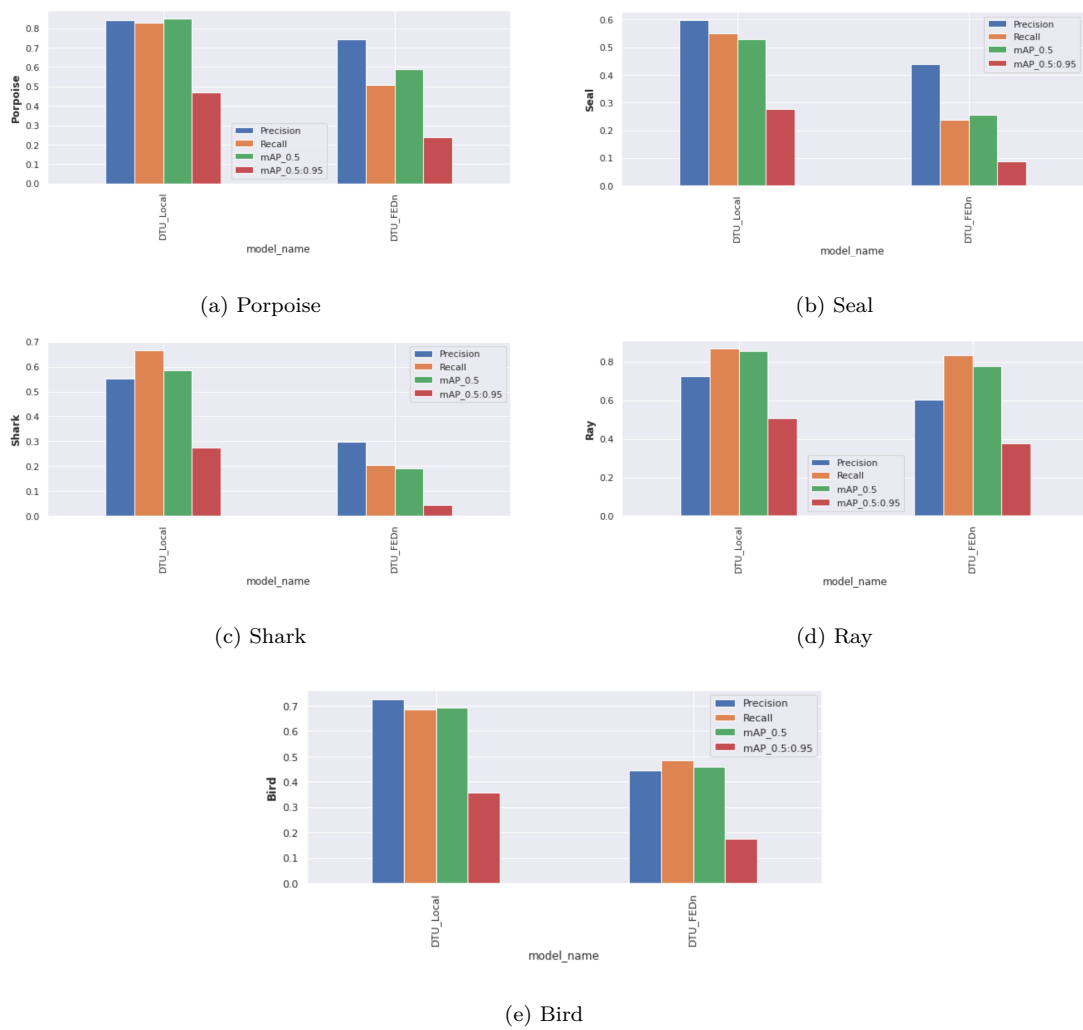 0.8
0.7
0.6
0.5
0.4
0.3
0.2
0.1
0.0
Porpoise
Precision
Recall
mAP_0.5
mAP_0.5:0.95
DTU_Local
DTU_FEDn
model_name
(a) Porpoise
0.6
0.5
0.4
0.3
0.2
0.1
0.0
Seal
Precision
Recall
mAP_0.5
mAP_0.5:0.95
DTU_Local
DTU_FEDn
model_name
(b) Seal
0.7
0.6
0.5
0.4
0.3
0.2
0.1
0.0
Shark
Precision
Recall
mAP_0.5
mAP_0.5:0.95
DTU_Local
DTU_FEDn
model_name
(c) Shark
0.8
0.6
0.4
0.2
0.0
Ray
Precision
Recall
mAP_0.5
mAP_0.5:0.95
DTU_Local
DTU_FEDn
model_name
(d) Ray
0.7
0.6
0.5
0.4
0.3
0.2
0.1
0.0
Bird
Precision
Recall
mAP_0.5
mAP_0.5:0.95
DTU_Local
DTU_FEDn
model_name
(e) Bird